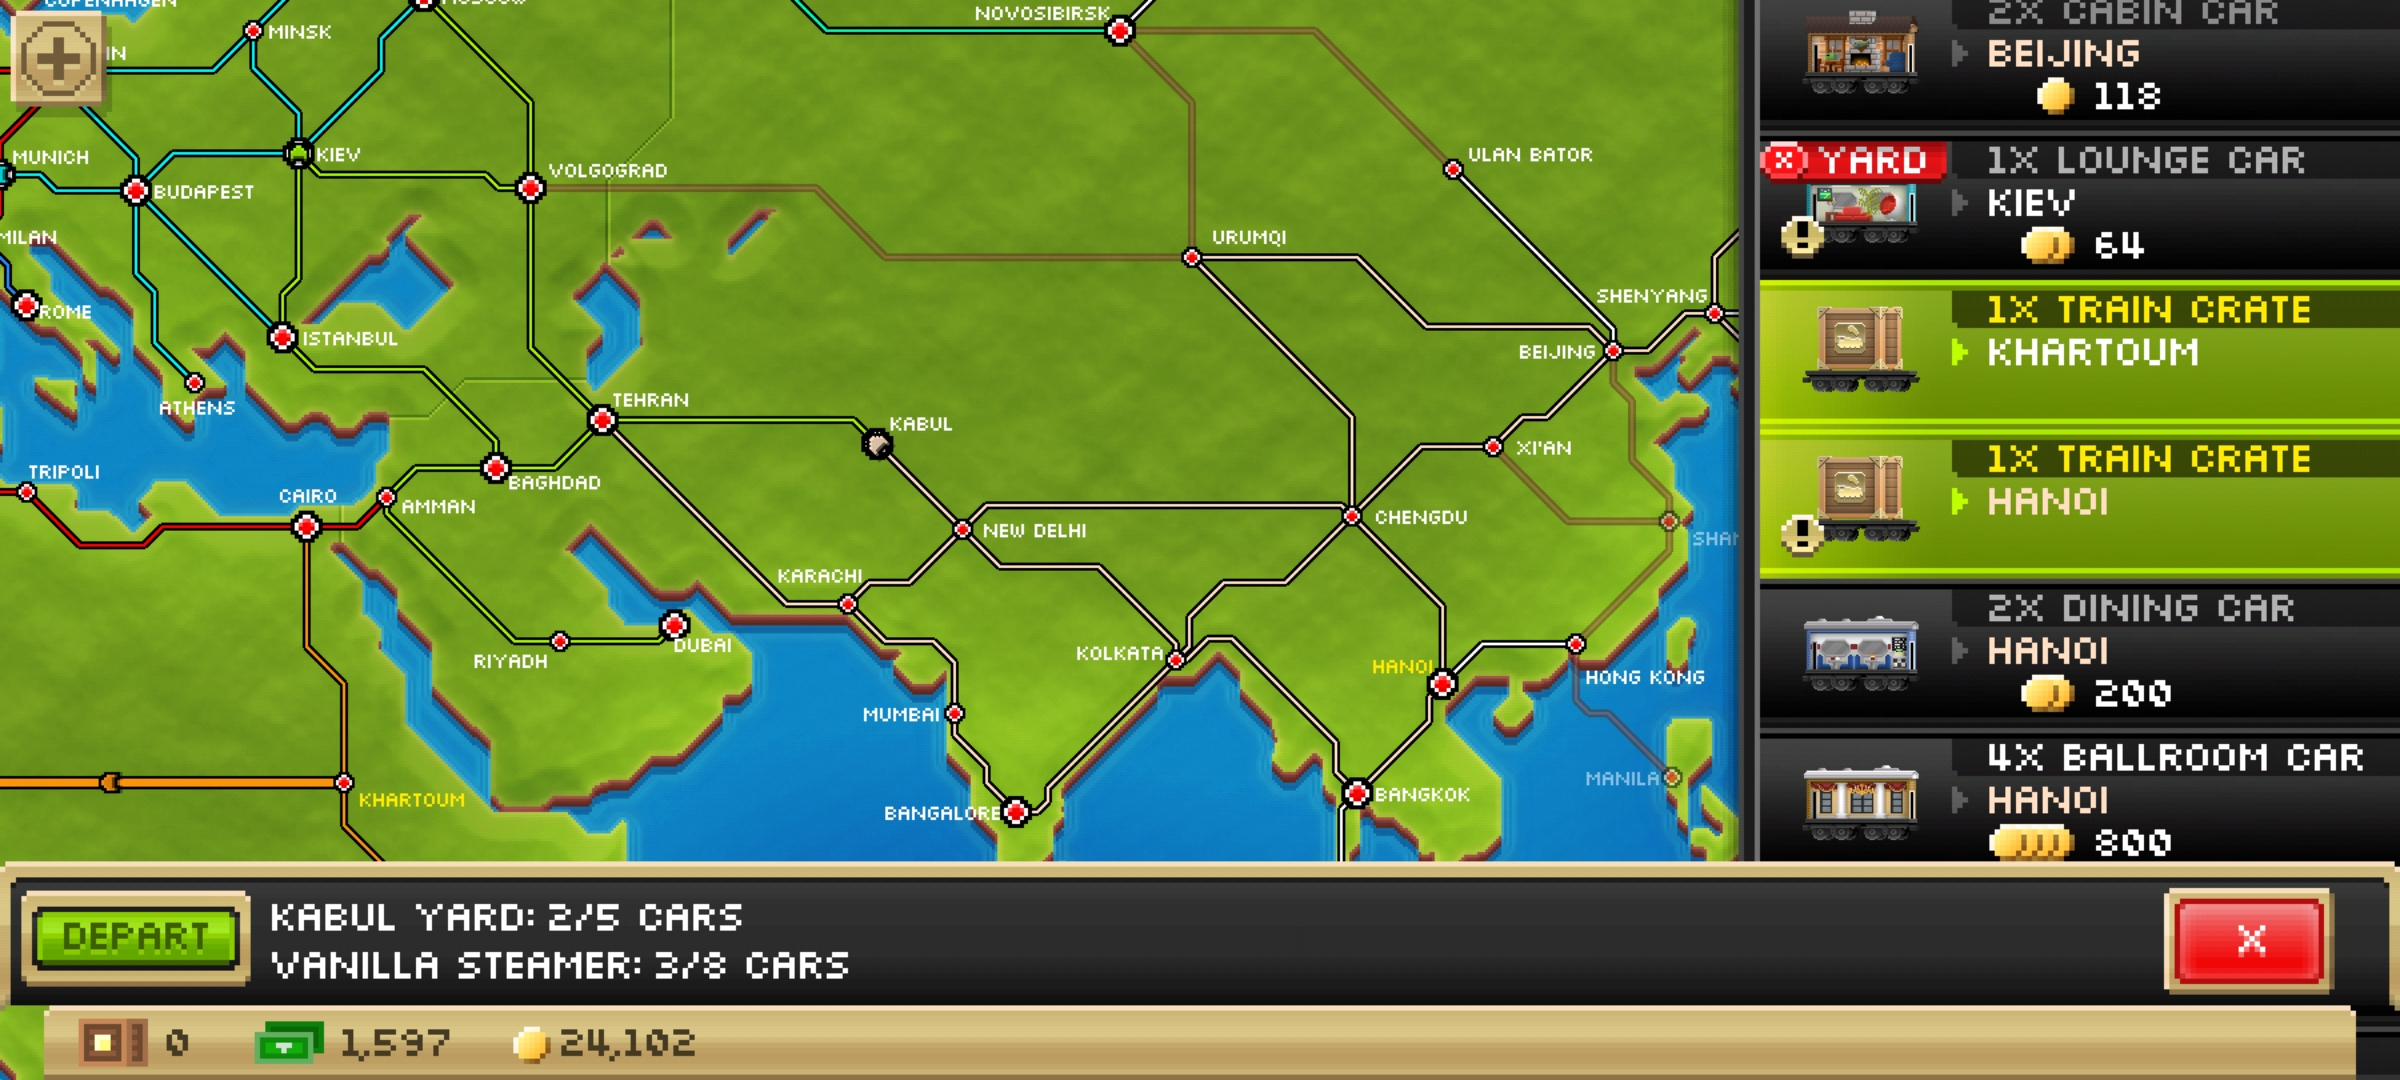 COPENHAGEN
MOSCOW
NOVOSIBIRSK
MINSK
IN
MUNICH
KIEV
BUDAPEST
VOLGOGRAD
ULAN BATOR
MILAN
URUMQI
ROME
ISTANBUL
SHENYANG
BEIJING
ATHENS
TEHRAN
KABUL
XI'AN
TRIPOLI
CAIRO
BAGHDAD
AMMAN
NEW DELHI
CHENGDU
SHAN
KARACHI
DUBAI
RIYADH
KOLKATA
HANOI
HONG KONG
MUMBAI
MANILA
KHARTOUM
BANGALORE
BANGKOK
2X CABIN CAR
BEIJING
118
YARD
1X LOUNGE CAR
KIEV
64
1X TRAIN CRATE
KHARTOUM
1X TRAIN CRATE
HANOI
2X DINING CAR
HANOI
200
4X BALLROOM CAR
HANOI
800
DEPART
KABUL YARD: 2/5 CARS
VANILLA STEAMER: 3/8 CARS
X
0
1,597
24,102